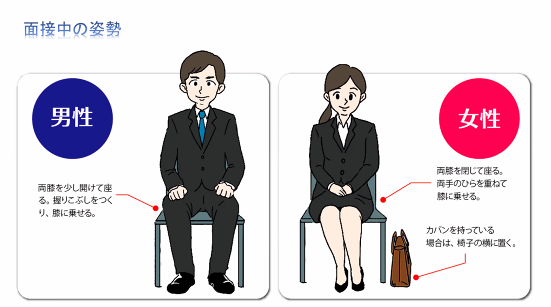 面接中の姿勢
男性
両膝を少し開けて座
る。握りこぶしをつく
り、膝に乗せる。
女性
両膝を閉じて座る。
両手のひらを重ねて
膝に乗せる。
カバンを持っている
場合は、椅子の横に置く。